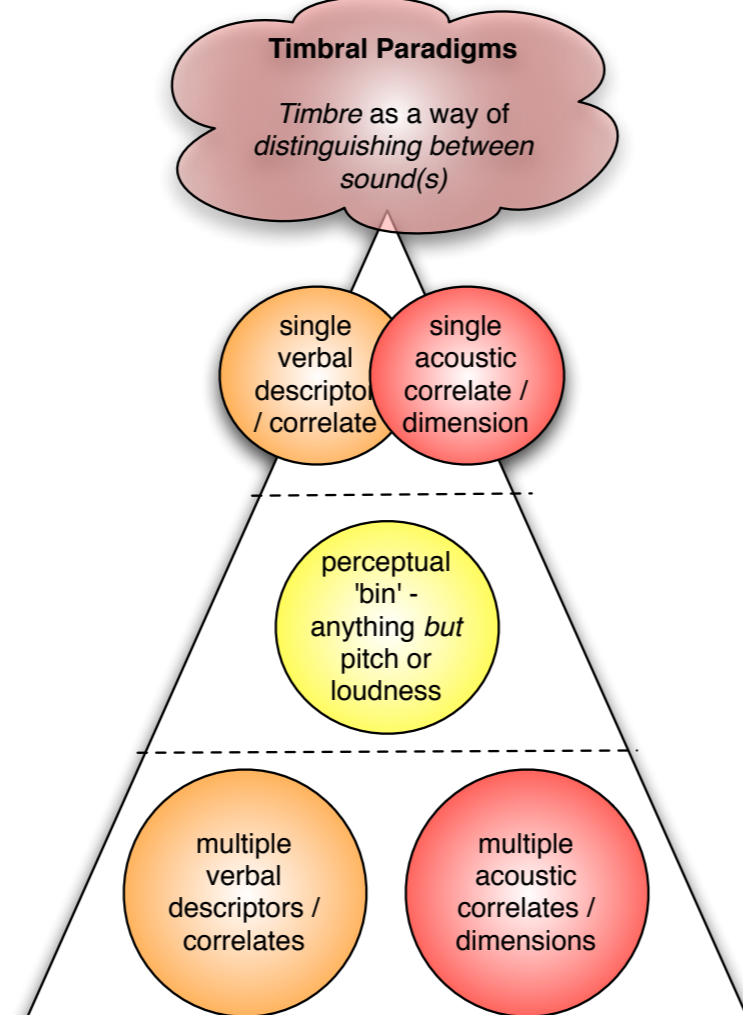 Timbral Paradigms
Timbre as a way of
distinguishing between
sound(s)
single
verbal
descriptor
/ correlate
single
acoustic
correlate /
dimension
perceptual
'bin' -
anything but
pitch or
loudness
multiple
verbal
descriptors /
correlates
multiple
acoustic
correlates /
dimensions